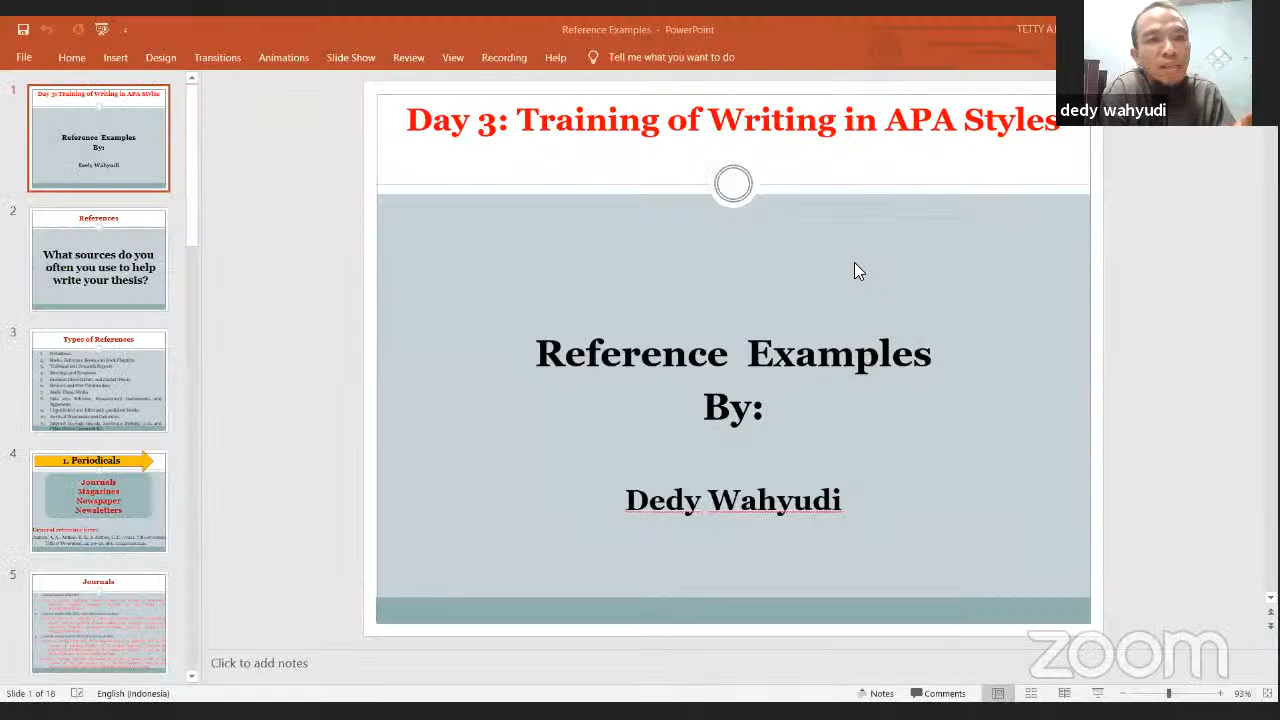 Reference Examples - PowerPoint
TETTY A
dedy wahyudi
File Home Insert Design Transitions Animations Slide Show Review View Recording Help Tell me what you want to do
1
Day 3: Training of Writing in APA Styles
Reference Examples
By:
Dedy Wahyudi
2
References
What sources do you
often you use to help
write your thesis?
3
Types of References
4
1. Periodicals
Journals
Magazines
Newspaper
Newsletters
General reference form:
5
Journals
Day 3: Training of Writing in APA Styles
Reference Examples
By:
Dedy Wahyudi
Click to add notes
zoom
Slide 1 of 18 English (Indonesia) Notes Comments 93%